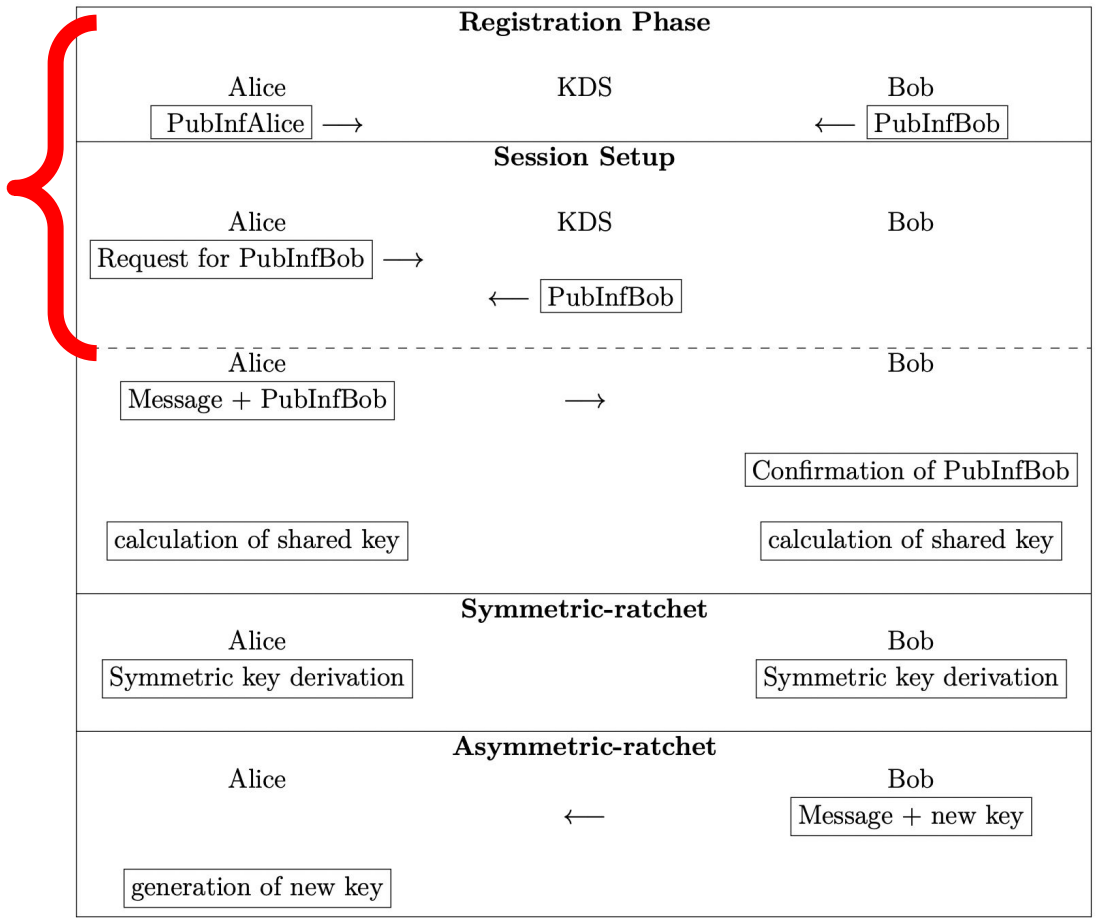 Registration Phase
Alice KDS Bob
PubInfAlice ⟶ ⟵ PubInfBob
Session Setup
Alice KDS Bob
Request for PubInfBob ⟶
⟵ PubInfBob
Alice Bob
Message + PubInfBob ⟶
Confirmation of PubInfBob
calculation of shared key calculation of shared key
Symmetric-ratchet
Alice Bob
Symmetric key derivation Symmetric key derivation
Asymmetric-ratchet
Alice Bob
⟵ Message + new key
generation of new key